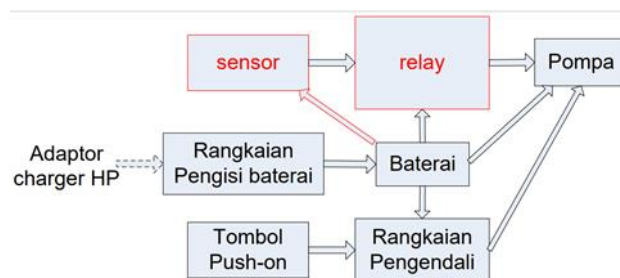 sensor
relay
Pompa
Adaptor
charger HP
Rangkaian
Pengisi baterai
Baterai
Tombol
Push-on
Rangkaian
Pengendali